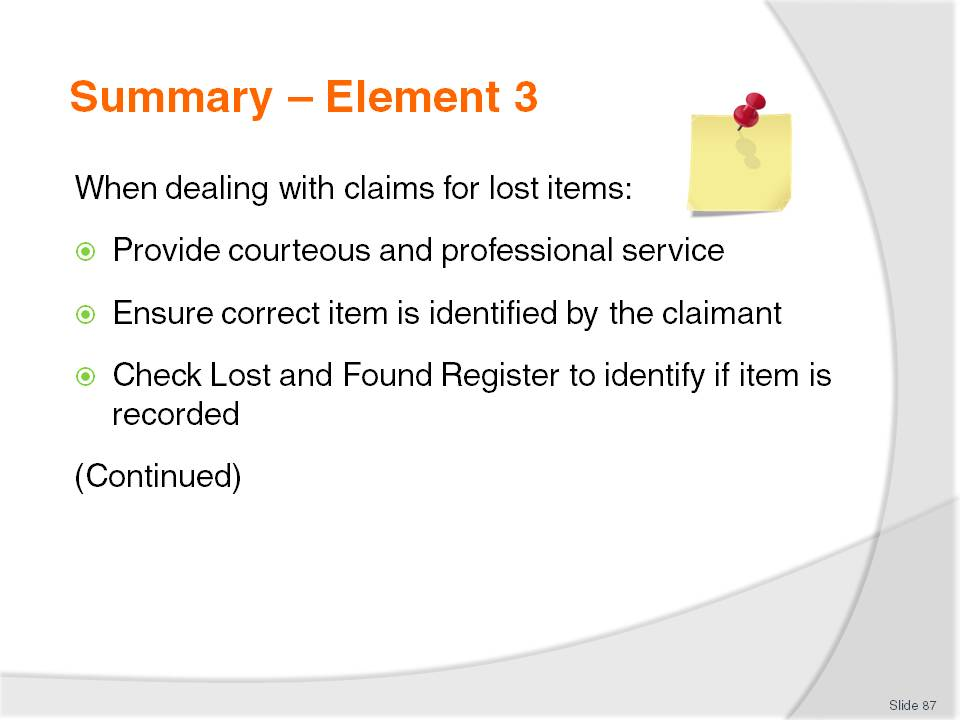 Summary – Element 3
When dealing with claims for lost items:
Provide courteous and professional service
Ensure correct item is identified by the claimant
Check Lost and Found Register to identify if item is
recorded
(Continued)
Slide 87